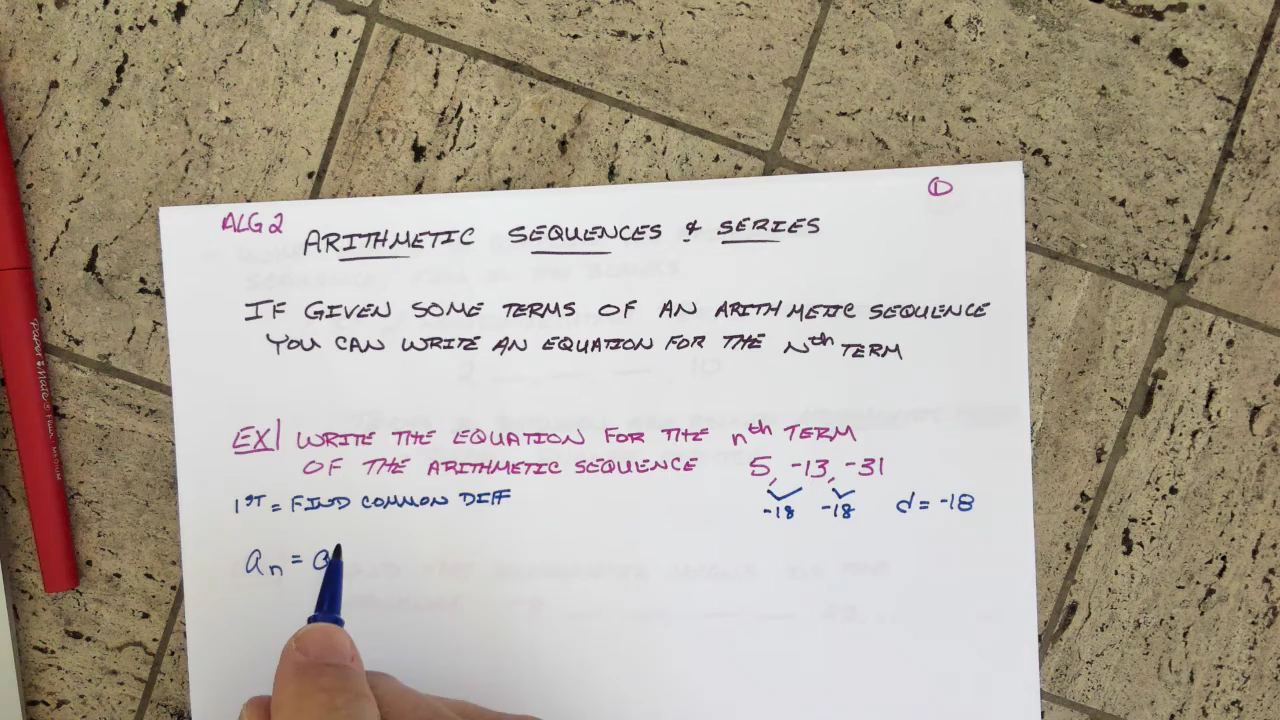 ①
ALG 2
ARITHMETIC SEQUENCES & SERIES
IF GIVEN SOME TERMS OF AN ARITHMETIC SEQUENCE
YOU CAN WRITE AN EQUATION FOR THE Nth TERM
EX1 WRITE THE EQUATION FOR THE nth TERM
OF THE ARITHMETIC SEQUENCE 5, -13, -31
1ST = FIND COMMON DIFF -18 -18 d = -18
an = a
paper:mate